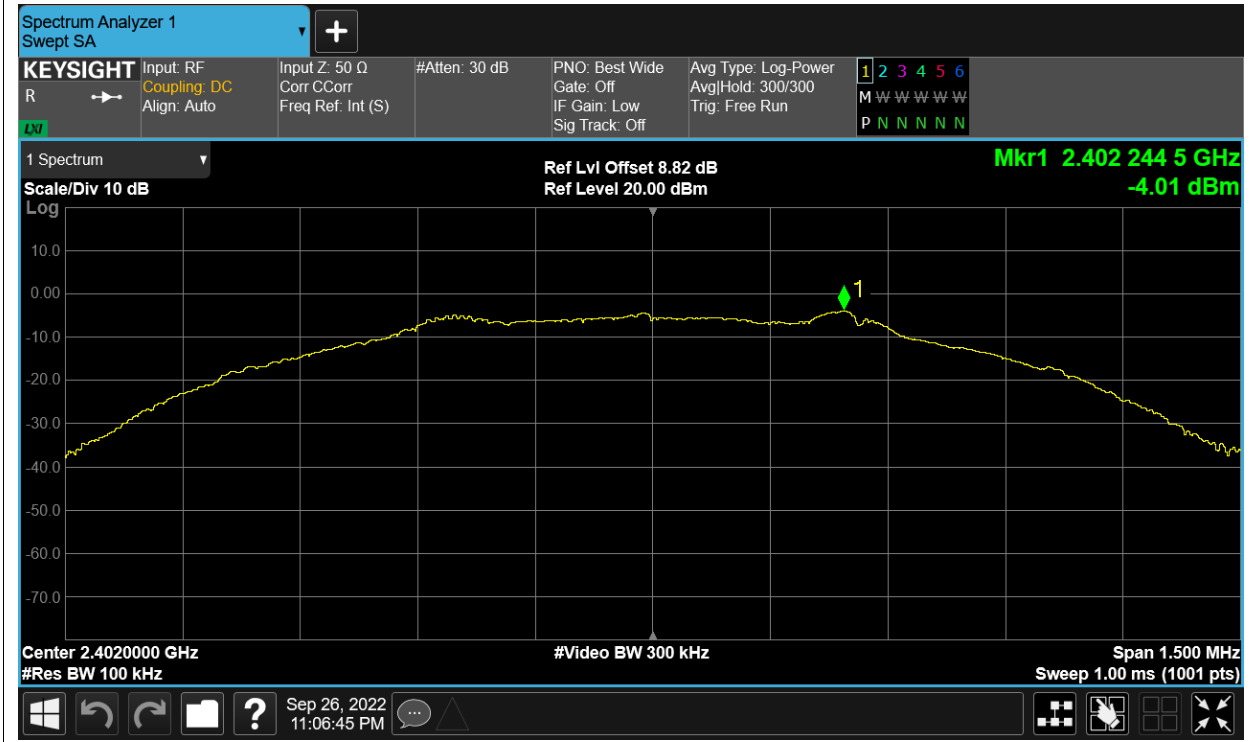 Spectrum Analyzer 1
Swept SA
+
KEYSIGHT
R
LXI
Input: RF
Coupling: DC
Align: Auto
Input Z: 50 Ω
Corr CCorr
Freq Ref: Int (S)
#Atten: 30 dB
PNO: Best Wide
Gate: Off
IF Gain: Low
Sig Track: Off
Avg Type: Log-Power
Avg|Hold: 300/300
Trig: Free Run
1 2 3 4 5 6
M W W W W W
P N N N N N
1 Spectrum
Scale/Div 10 dB
Log
Ref Lvl Offset 8.82 dB
Ref Level 20.00 dBm
Mkr1 2.402 244 5 GHz
-4.01 dBm
10.0
0.00
-10.0
-20.0
-30.0
-40.0
-50.0
-60.0
-70.0
1
Center 2.4020000 GHz
#Res BW 100 kHz
#Video BW 300 kHz
Span 1.500 MHz
Sweep 1.00 ms (1001 pts)
?
Sep 26, 2022
11:06:45 PM